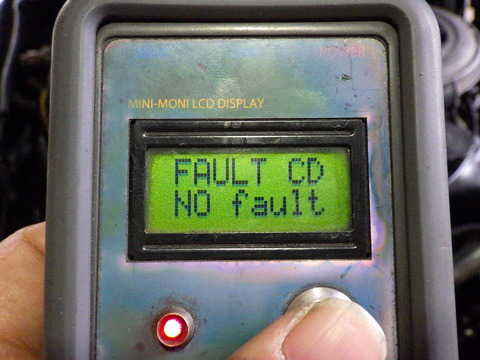 POWER
MINI-MONI LCD DISPLAY
FAULT CD
NO fault